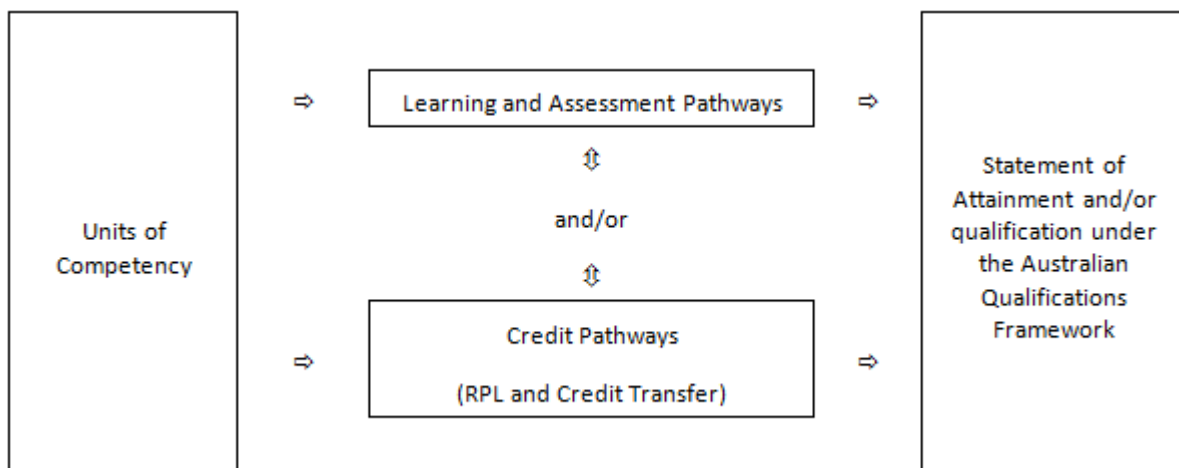 Units of
Competency
⇨
Learning and Assessment Pathways
⇨
⇳
and/or
⇳
⇨
Credit Pathways
(RPL and Credit Transfer)
⇨
Statement of
Attainment and/or
qualification under
the Australian
Qualifications
Framework